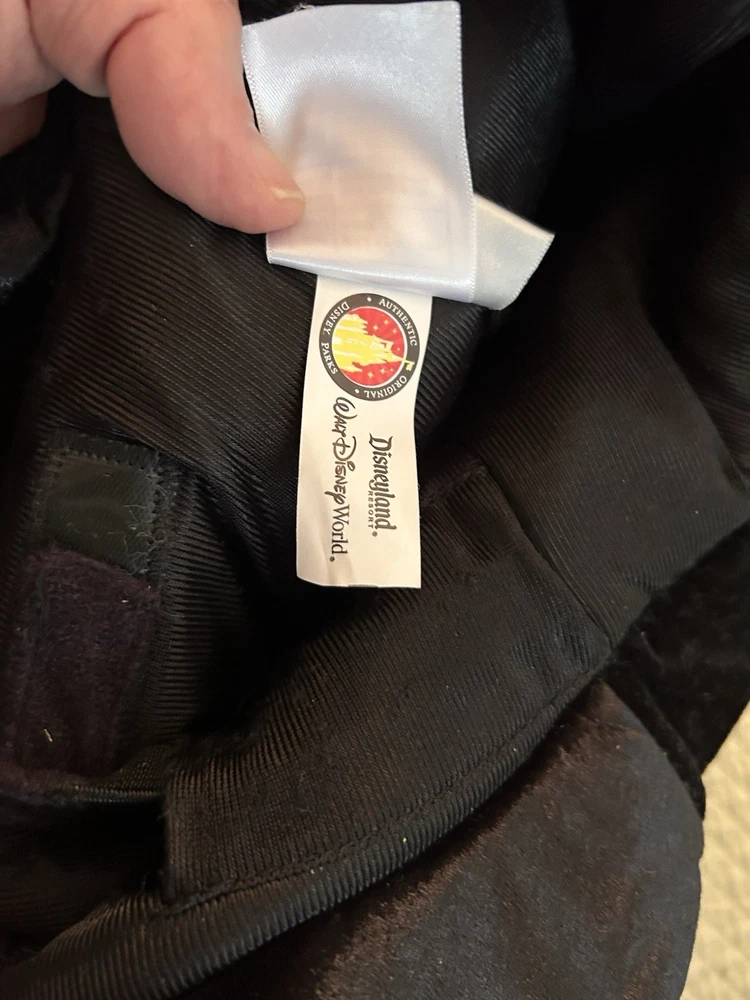 AUTHENTIC ORIGINAL
DISNEY PARKS
Disneyland
RESORT
Walt Disney World